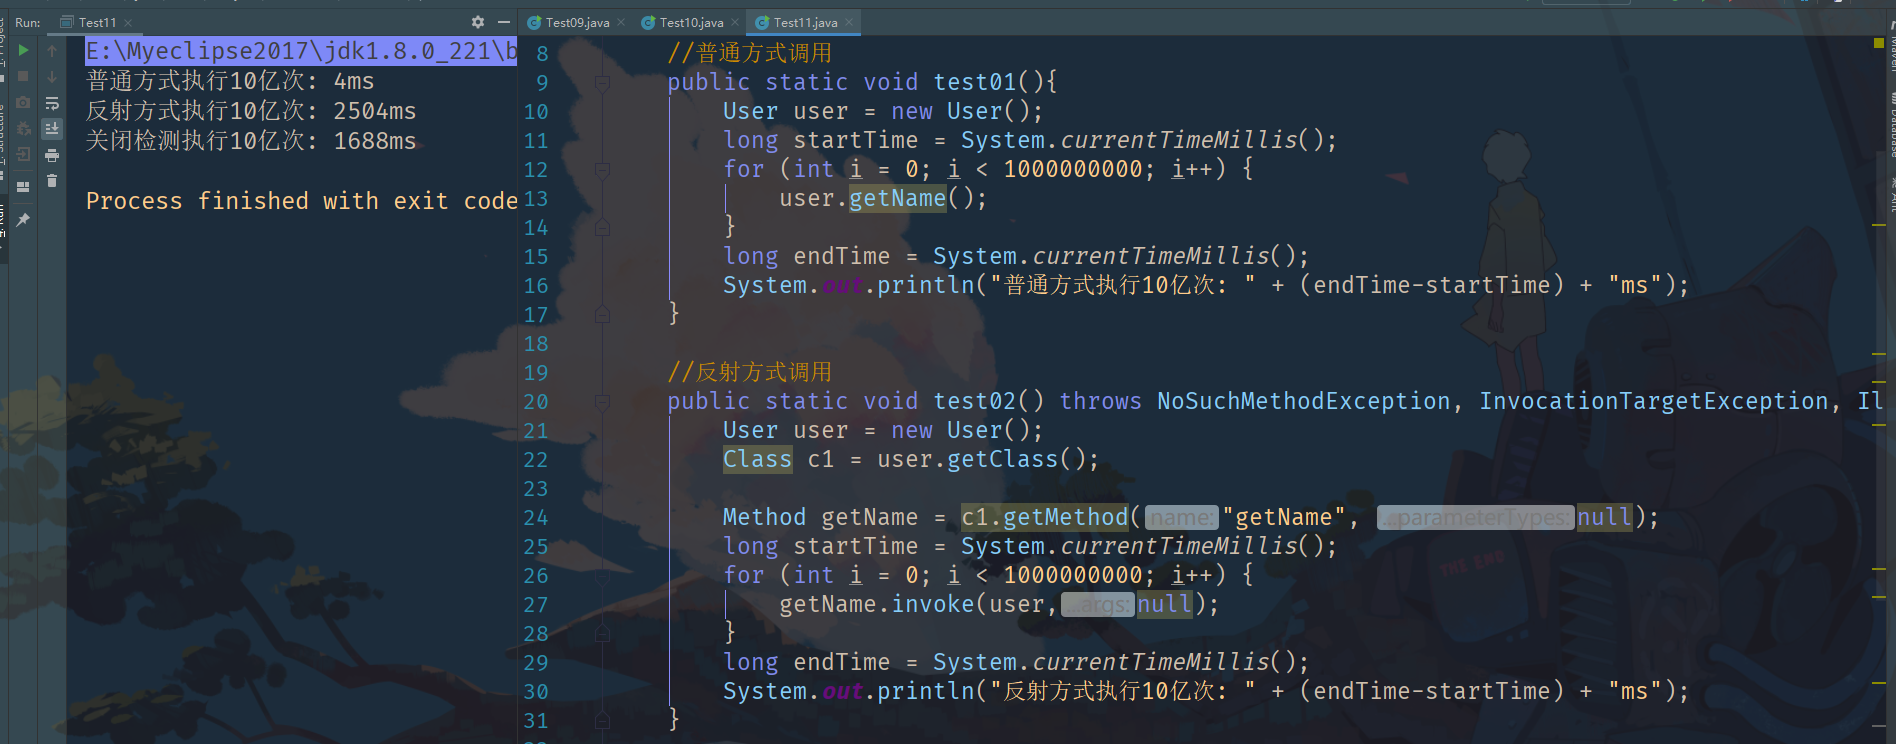 Run: Test11
E:\Myeclipse2017\jdk1.8.0_221\b
普通方式执行10亿次: 4ms
反射方式执行10亿次: 2504ms
关闭检测执行10亿次: 1688ms
Process finished with exit code
Test09.java Test10.java Test11.java
8 //普通方式调用
9 public static void test01(){
10 User user = new User();
11 long startTime = System.currentTimeMillis();
12 for (int i = 0; i < 1000000000; i++) {
13 user.getName();
14 }
15 long endTime = System.currentTimeMillis();
16 System.out.println("普通方式执行10亿次: " + (endTime-startTime) + "ms");
17 }
18
19 //反射方式调用
20 public static void test02() throws NoSuchMethodException, InvocationTargetException, Il
21 User user = new User();
22 Class c1 = user.getClass();
23
24 Method getName = c1.getMethod( name: "getName", ...parameterTypes: null);
25 long startTime = System.currentTimeMillis();
26 for (int i = 0; i < 1000000000; i++) {
27 getName.invoke(user, ...args: null);
28 }
29 long endTime = System.currentTimeMillis();
30 System.out.println("反射方式执行10亿次: " + (endTime-startTime) + "ms");
31 }
THE END